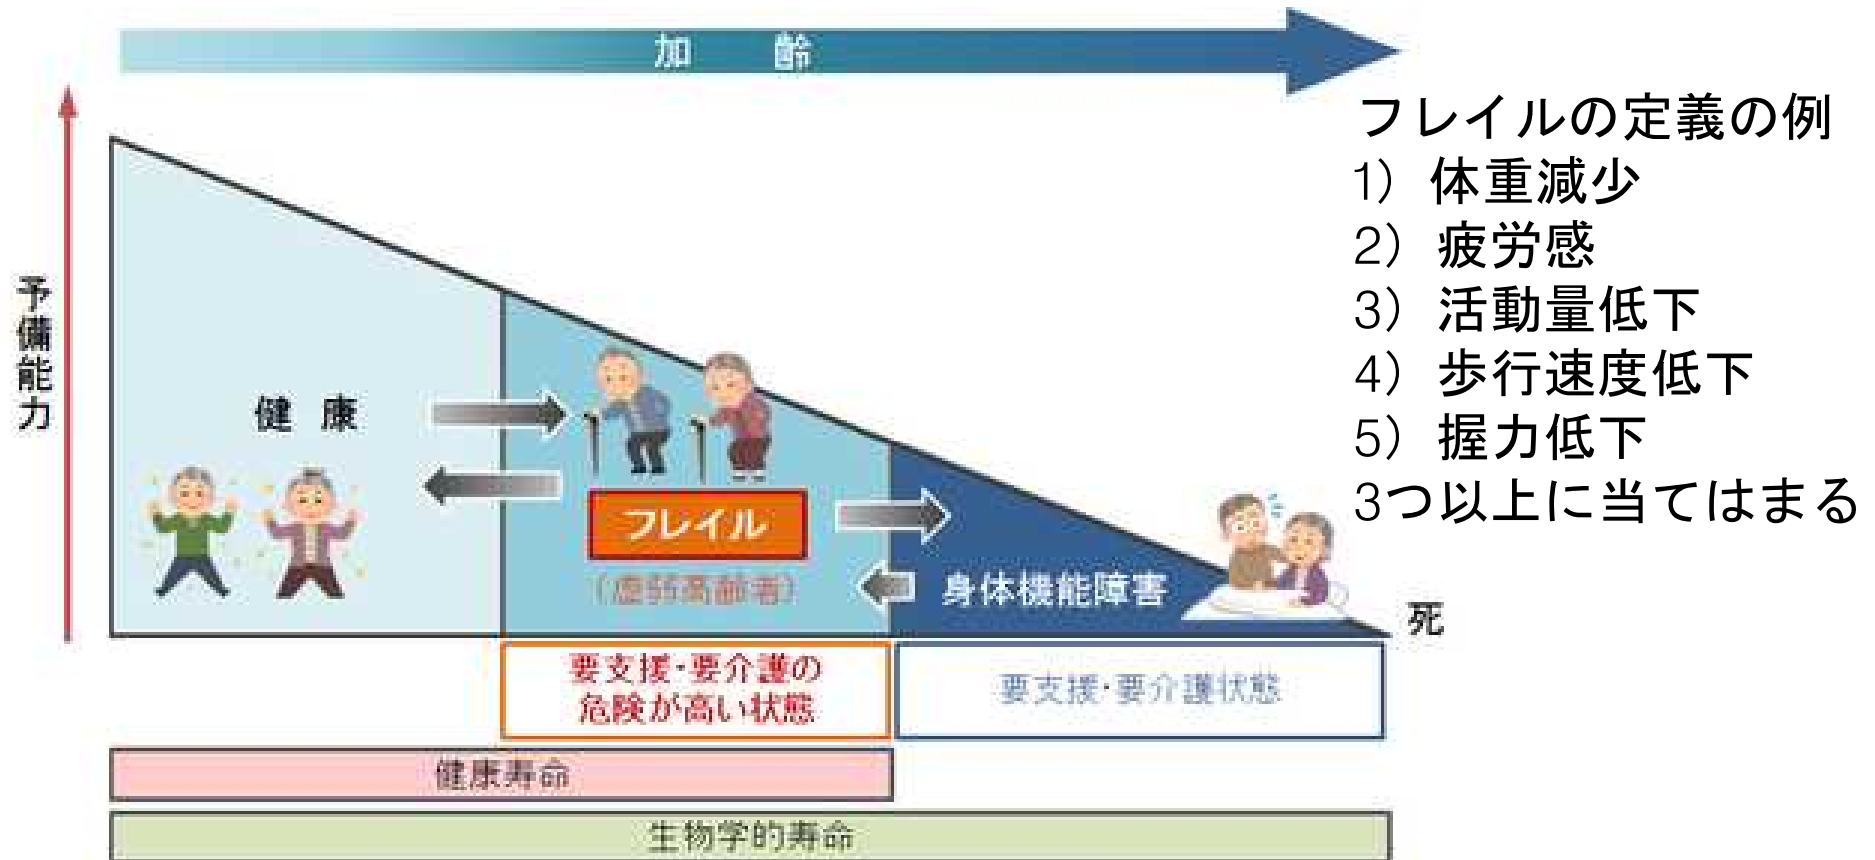 加 齢
予備能力
健 康
フレイル
（虚弱高齢者）
身体機能障害
死
要支援・要介護の
危険が高い状態
要支援・要介護状態
健康寿命
生物学的寿命
フレイルの定義の例
1）体重減少
2）疲労感
3）活動量低下
4）歩行速度低下
5）握力低下
3つ以上に当てはまる